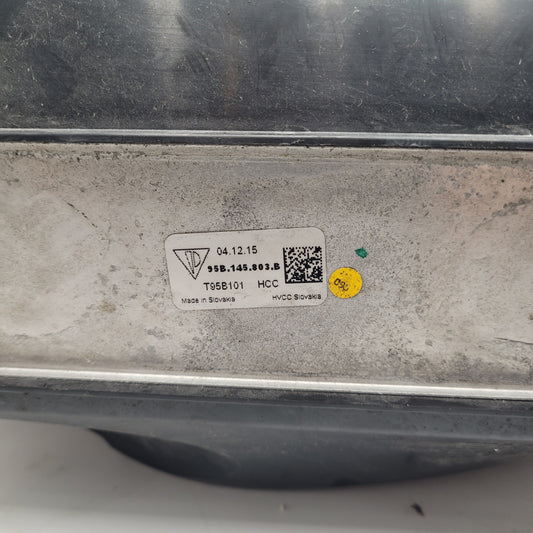 04.12.15
95B.145.803.B
T95B101 HCC
Made in Slovakia HVCC Slovakia